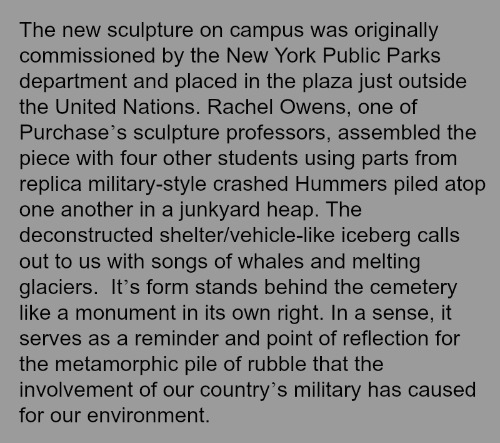 The new sculpture on campus was originally
commissioned by the New York Public Parks
department and placed in the plaza just outside
the United Nations. Rachel Owens, one of
Purchase’s sculpture professors, assembled the
piece with four other students using parts from
replica military-style crashed Hummers piled atop
one another in a junkyard heap. The
deconstructed shelter/vehicle-like iceberg calls
out to us with songs of whales and melting
glaciers.  It’s form stands behind the cemetery
like a monument in its own right. In a sense, it
serves as a reminder and point of reflection for
the metamorphic pile of rubble that the
involvement of our country’s military has caused
for our environment.